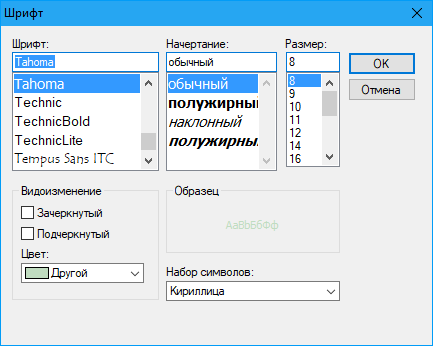 Шрифт
Шрифт:
Tahoma
Tahoma
Technic
TechnicBold
TechnicLite
Tempus Sans ITC
Начертание:
обычный
обычный
полужирный
наклонный
полужирный
Размер:
8
8
9
10
11
12
14
16
OK
Отмена
Видоизменение
Зачеркнутый
Подчеркнутый
Цвет:
Другой
Образец
АаBbБбФф
Набор символов:
Кириллица